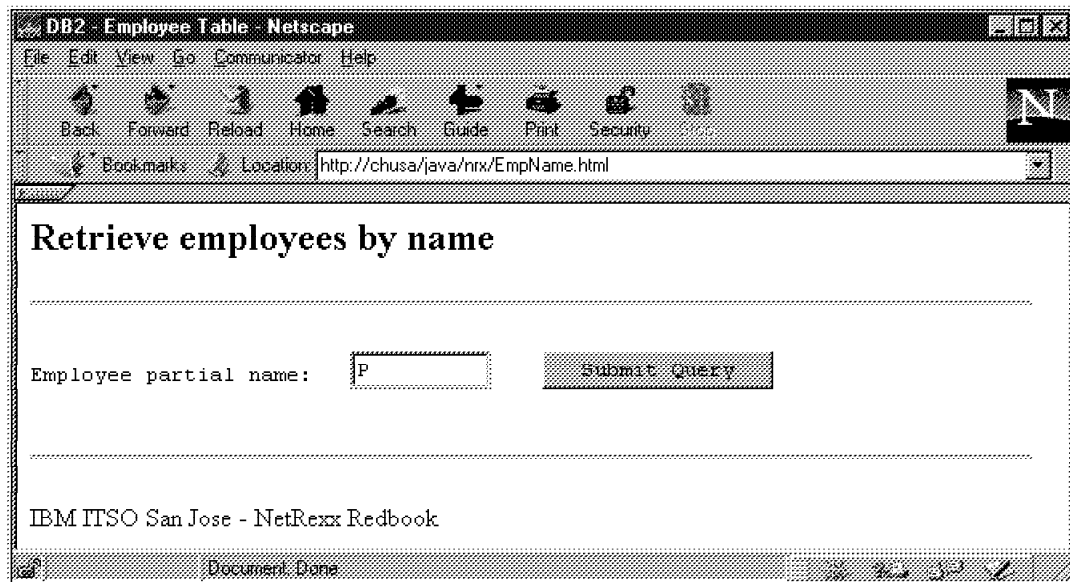 DB2 - Employee Table - Netscape
File Edit View Go Communicator Help
Back Forward Reload Home Search Guide Print Security
N
Bookmarks Location: http://chusa/java/nrx/EmpName.html
Retrieve employees by name
Employee partial name: P Submit Query
IBM ITSO San Jose - NetRexx Redbook
Document: Done